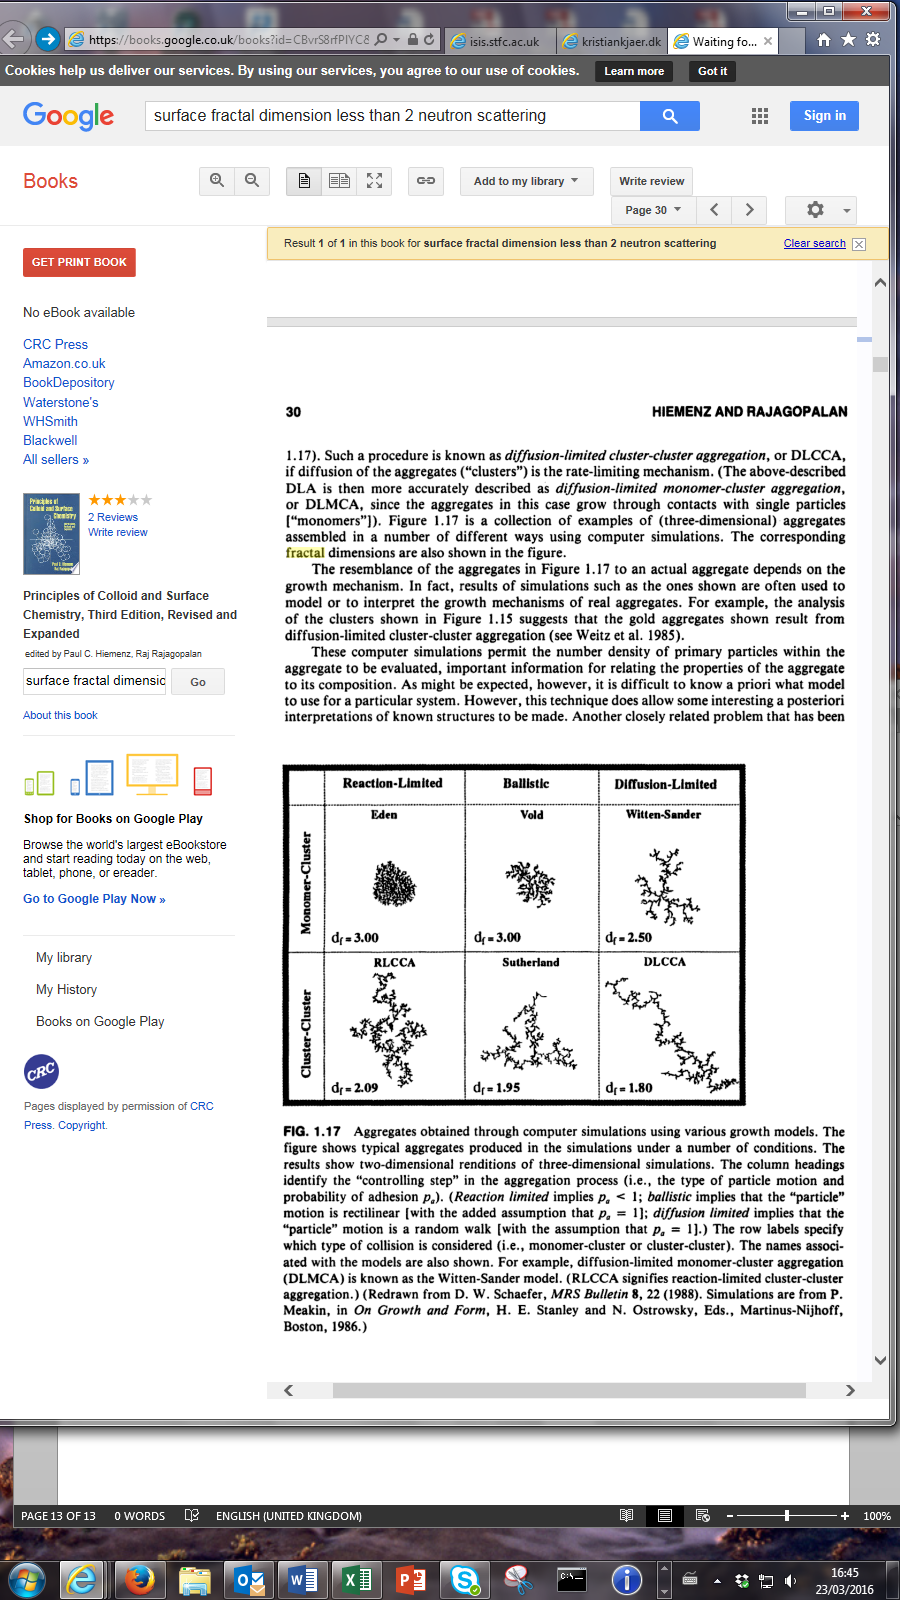 https://books.google.co.uk/books?id=CBvrS8rfPIYC8
isis.stfc.ac.uk
kristiankjaer.dk
Waiting fo...
Cookies help us deliver our services. By using our services, you agree to our use of cookies.
Learn more
Got it
Google
surface fractal dimension less than 2 neutron scattering
Sign in
Books
Add to my library
Write review
Page 30
Result 1 of 1 in this book for surface fractal dimension less than 2 neutron scattering
Clear search
GET PRINT BOOK
No eBook available
CRC Press
Amazon.co.uk
BookDepository
Waterstone's
WHSmith
Blackwell
All sellers »
Principles of
Colloid and Surface
Chemistry
2 Reviews
Write review
Principles of Colloid and Surface
Chemistry, Third Edition, Revised and
Expanded
edited by Paul C. Hiemenz, Raj Rajagopalan
surface fractal dimensic
Go
About this book
Shop for Books on Google Play
Browse the world's largest eBookstore
and start reading today on the web,
tablet, phone, or ereader.
Go to Google Play Now »
My library
My History
Books on Google Play
CRC
Pages displayed by permission of CRC
Press. Copyright.
30
HIEMENZ AND RAJAGOPALAN
1.17). Such a procedure is known as diffusion-limited cluster-cluster aggregation, or DLCCA,
if diffusion of the aggregates (“clusters”) is the rate-limiting mechanism. (The above-described
DLA is then more accurately described as diffusion-limited monomer-cluster aggregation,
or DLMCA, since the aggregates in this case grow through contacts with single particles
[“monomers”]). Figure 1.17 is a collection of examples of (three-dimensional) aggregates
assembled in a number of different ways using computer simulations. The corresponding
fractal dimensions are also shown in the figure.
The resemblance of the aggregates in Figure 1.17 to an actual aggregate depends on the
growth mechanism. In fact, results of simulations such as the ones shown are often used to
model or to interpret the growth mechanisms of real aggregates. For example, the analysis
of the clusters shown in Figure 1.15 suggests that the gold aggregates shown result from
diffusion-limited cluster-cluster aggregation (see Weitz et al. 1985).
These computer simulations permit the number density of primary particles within the
aggregate to be evaluated, important information for relating the properties of the aggregate
to its composition. As might be expected, however, it is difficult to know a priori what model
to use for a particular system. However, this technique does allow some interesting a posteriori
interpretations of known structures to be made. Another closely related problem that has been
Reaction-Limited
Ballistic
Diffusion-Limited
Monomer-Cluster
Eden
Vold
Witten-Sander
df = 3.00
df = 3.00
df = 2.50
Cluster-Cluster
RLCCA
Sutherland
DLCCA
df = 2.09
df = 1.95
df = 1.80
FIG. 1.17 Aggregates obtained through computer simulations using various growth models. The
figure shows typical aggregates produced in the simulations under a number of conditions. The
results show two-dimensional renditions of three-dimensional simulations. The column headings
identify the “controlling step” in the aggregation process (i.e., the type of particle motion and
probability of adhesion pa). (Reaction limited implies pa < 1; ballistic implies that the “particle”
motion is rectilinear [with the added assumption that pa = 1]; diffusion limited implies that the
“particle” motion is a random walk [with the assumption that pa = 1].) The row labels specify
which type of collision is considered (i.e., monomer-cluster or cluster-cluster). The names associ-
ated with the models are also shown. For example, diffusion-limited monomer-cluster aggregation
(DLMCA) is known as the Witten-Sander model. (RLCCA signifies reaction-limited cluster-cluster
aggregation.) (Redrawn from D. W. Schaefer, MRS Bulletin 8, 22 (1988). Simulations are from P.
Meakin, in On Growth and Form, H. E. Stanley and N. Ostrowsky, Eds., Martinus-Nijhoff,
Boston, 1986.)
PAGE 13 OF 13
0 WORDS
ENGLISH (UNITED KINGDOM)
100%
16:45
23/03/2016